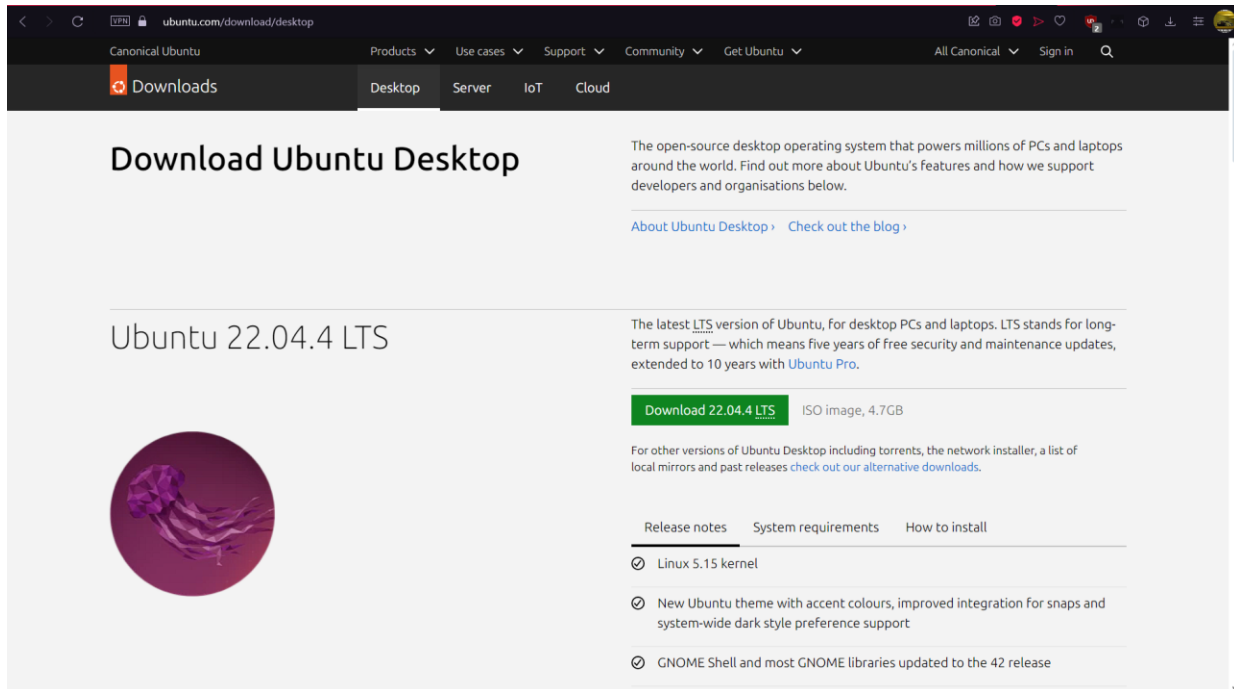 VPN ubuntu.com/download/desktop
2
Canonical Ubuntu Products Use cases Support Community Get Ubuntu All Canonical Sign in
Downloads Desktop Server IoT Cloud
Download Ubuntu Desktop
The open-source desktop operating system that powers millions of PCs and laptops
around the world. Find out more about Ubuntu’s features and how we support
developers and organisations below.
About Ubuntu Desktop › Check out the blog ›
Ubuntu 22.04.4 LTS
The latest LTS version of Ubuntu, for desktop PCs and laptops. LTS stands for long-
term support — which means five years of free security and maintenance updates,
extended to 10 years with Ubuntu Pro.
Download 22.04.4 LTS ISO image, 4.7GB
For other versions of Ubuntu Desktop including torrents, the network installer, a list of
local mirrors and past releases check out our alternative downloads.
Release notes System requirements How to install
Linux 5.15 kernel
New Ubuntu theme with accent colours, improved integration for snaps and
system-wide dark style preference support
GNOME Shell and most GNOME libraries updated to the 42 release